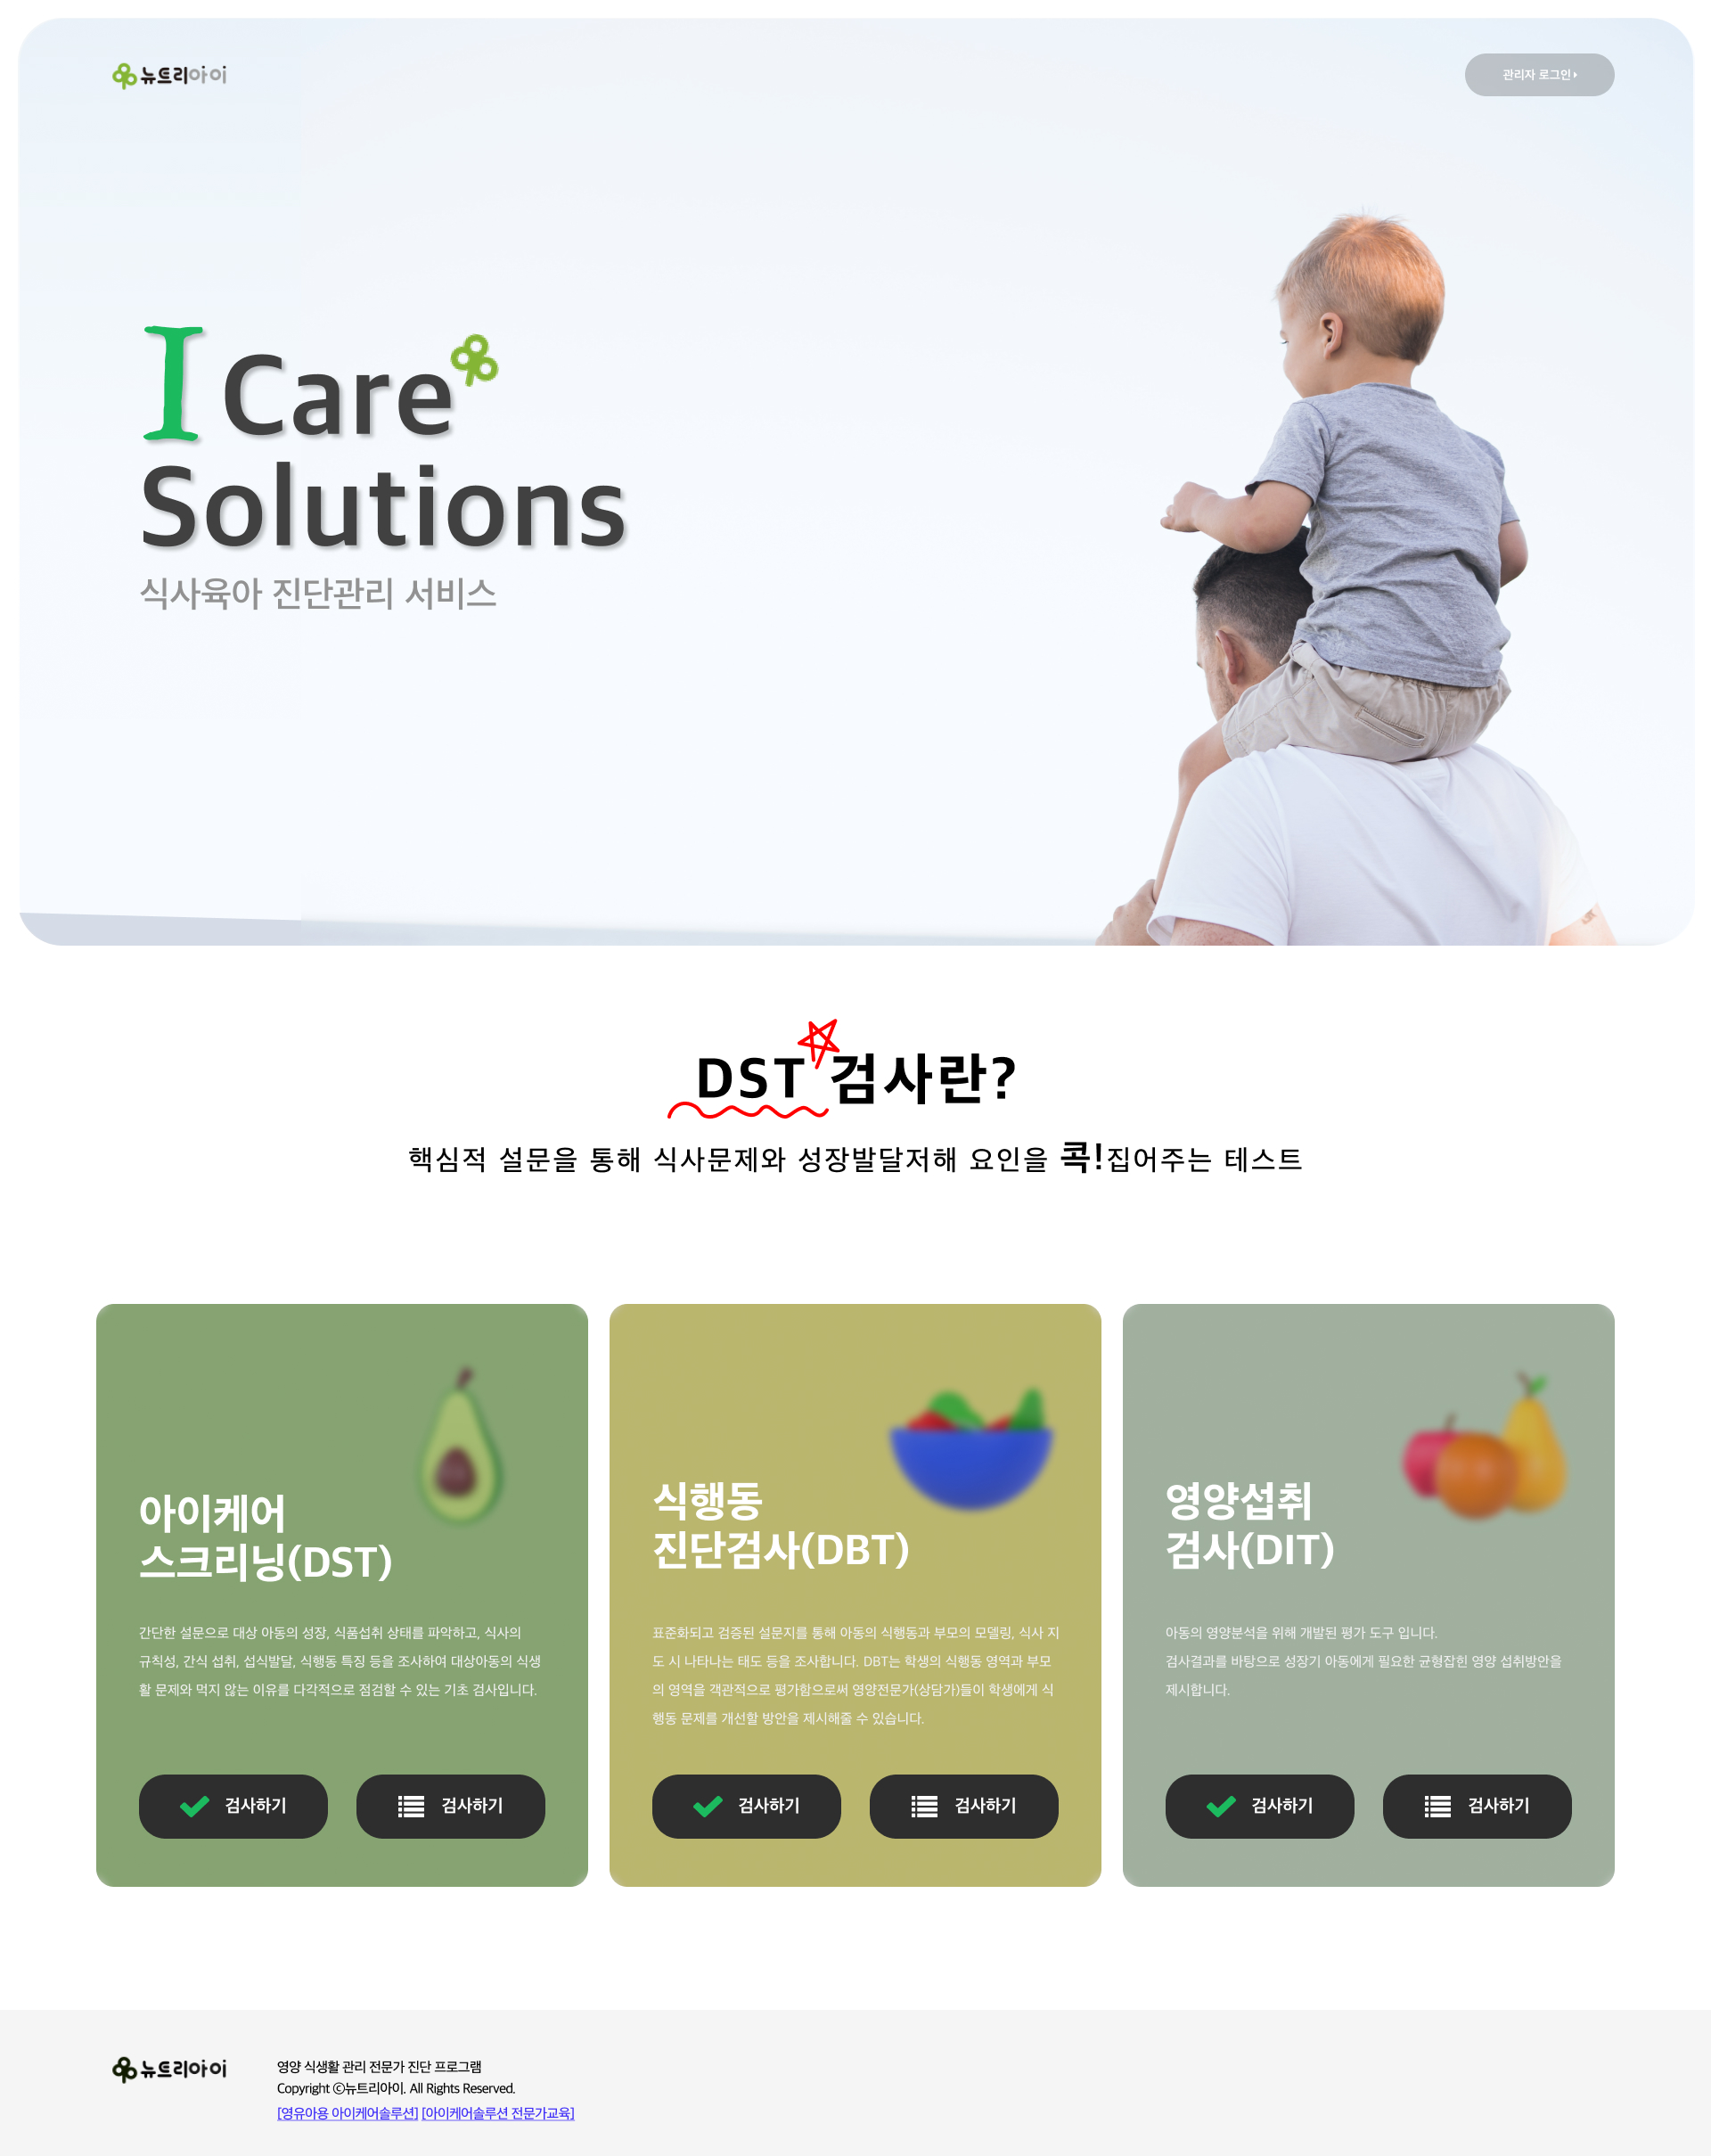 뉴트리아이
관리자 로그인
I Care
Solutions
식사육아 진단관리 서비스
DST 검사란?
핵심적 설문을 통해 식사문제와 성장발달저해 요인을 콕!집어주는 테스트
아이케어
스크리닝(DST)
간단한 설문으로 대상 아동의 성장, 식품섭취 상태를 파악하고, 식사의
규칙성, 간식 섭취, 섭식발달, 식행동 특징 등을 조사하여 대상아동의 식생
활 문제와 먹지 않는 이유를 다각적으로 점검할 수 있는 기초 검사입니다.
검사하기
검사하기
식행동
진단검사(DBT)
표준화되고 검증된 설문지를 통해 아동의 식행동과 부모의 모델링, 식사 지
도 시 나타나는 태도 등을 조사합니다. DBT는 학생의 식행동 영역과 부모
의 영역을 객관적으로 평가함으로써 영양전문가(상담가)들이 학생에게 식
행동 문제를 개선할 방안을 제시해줄 수 있습니다.
검사하기
검사하기
영양섭취
검사(DIT)
아동의 영양분석을 위해 개발된 평가 도구 입니다.
검사결과를 바탕으로 성장기 아동에게 필요한 균형잡힌 영양 섭취방안을
제시합니다.
검사하기
검사하기
뉴트리아이
영양 식생활 관리 전문가 진단 프로그램
Copyright ⓒ뉴트리아이. All Rights Reserved.
[영유아용 아이케어솔루션] [아이케어솔루션 전문가교육]